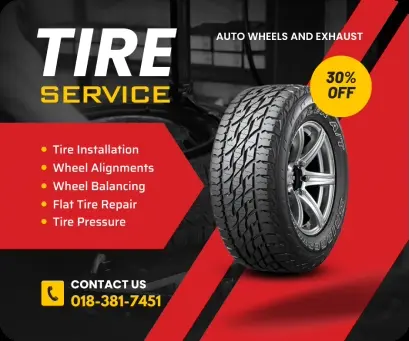 TIRE
SERVICE
AUTO WHEELS AND EXHAUST
30%
OFF
Tire Installation
Wheel Alignments
Wheel Balancing
Flat Tire Repair
Tire Pressure
CONTACT US
018-381-7451